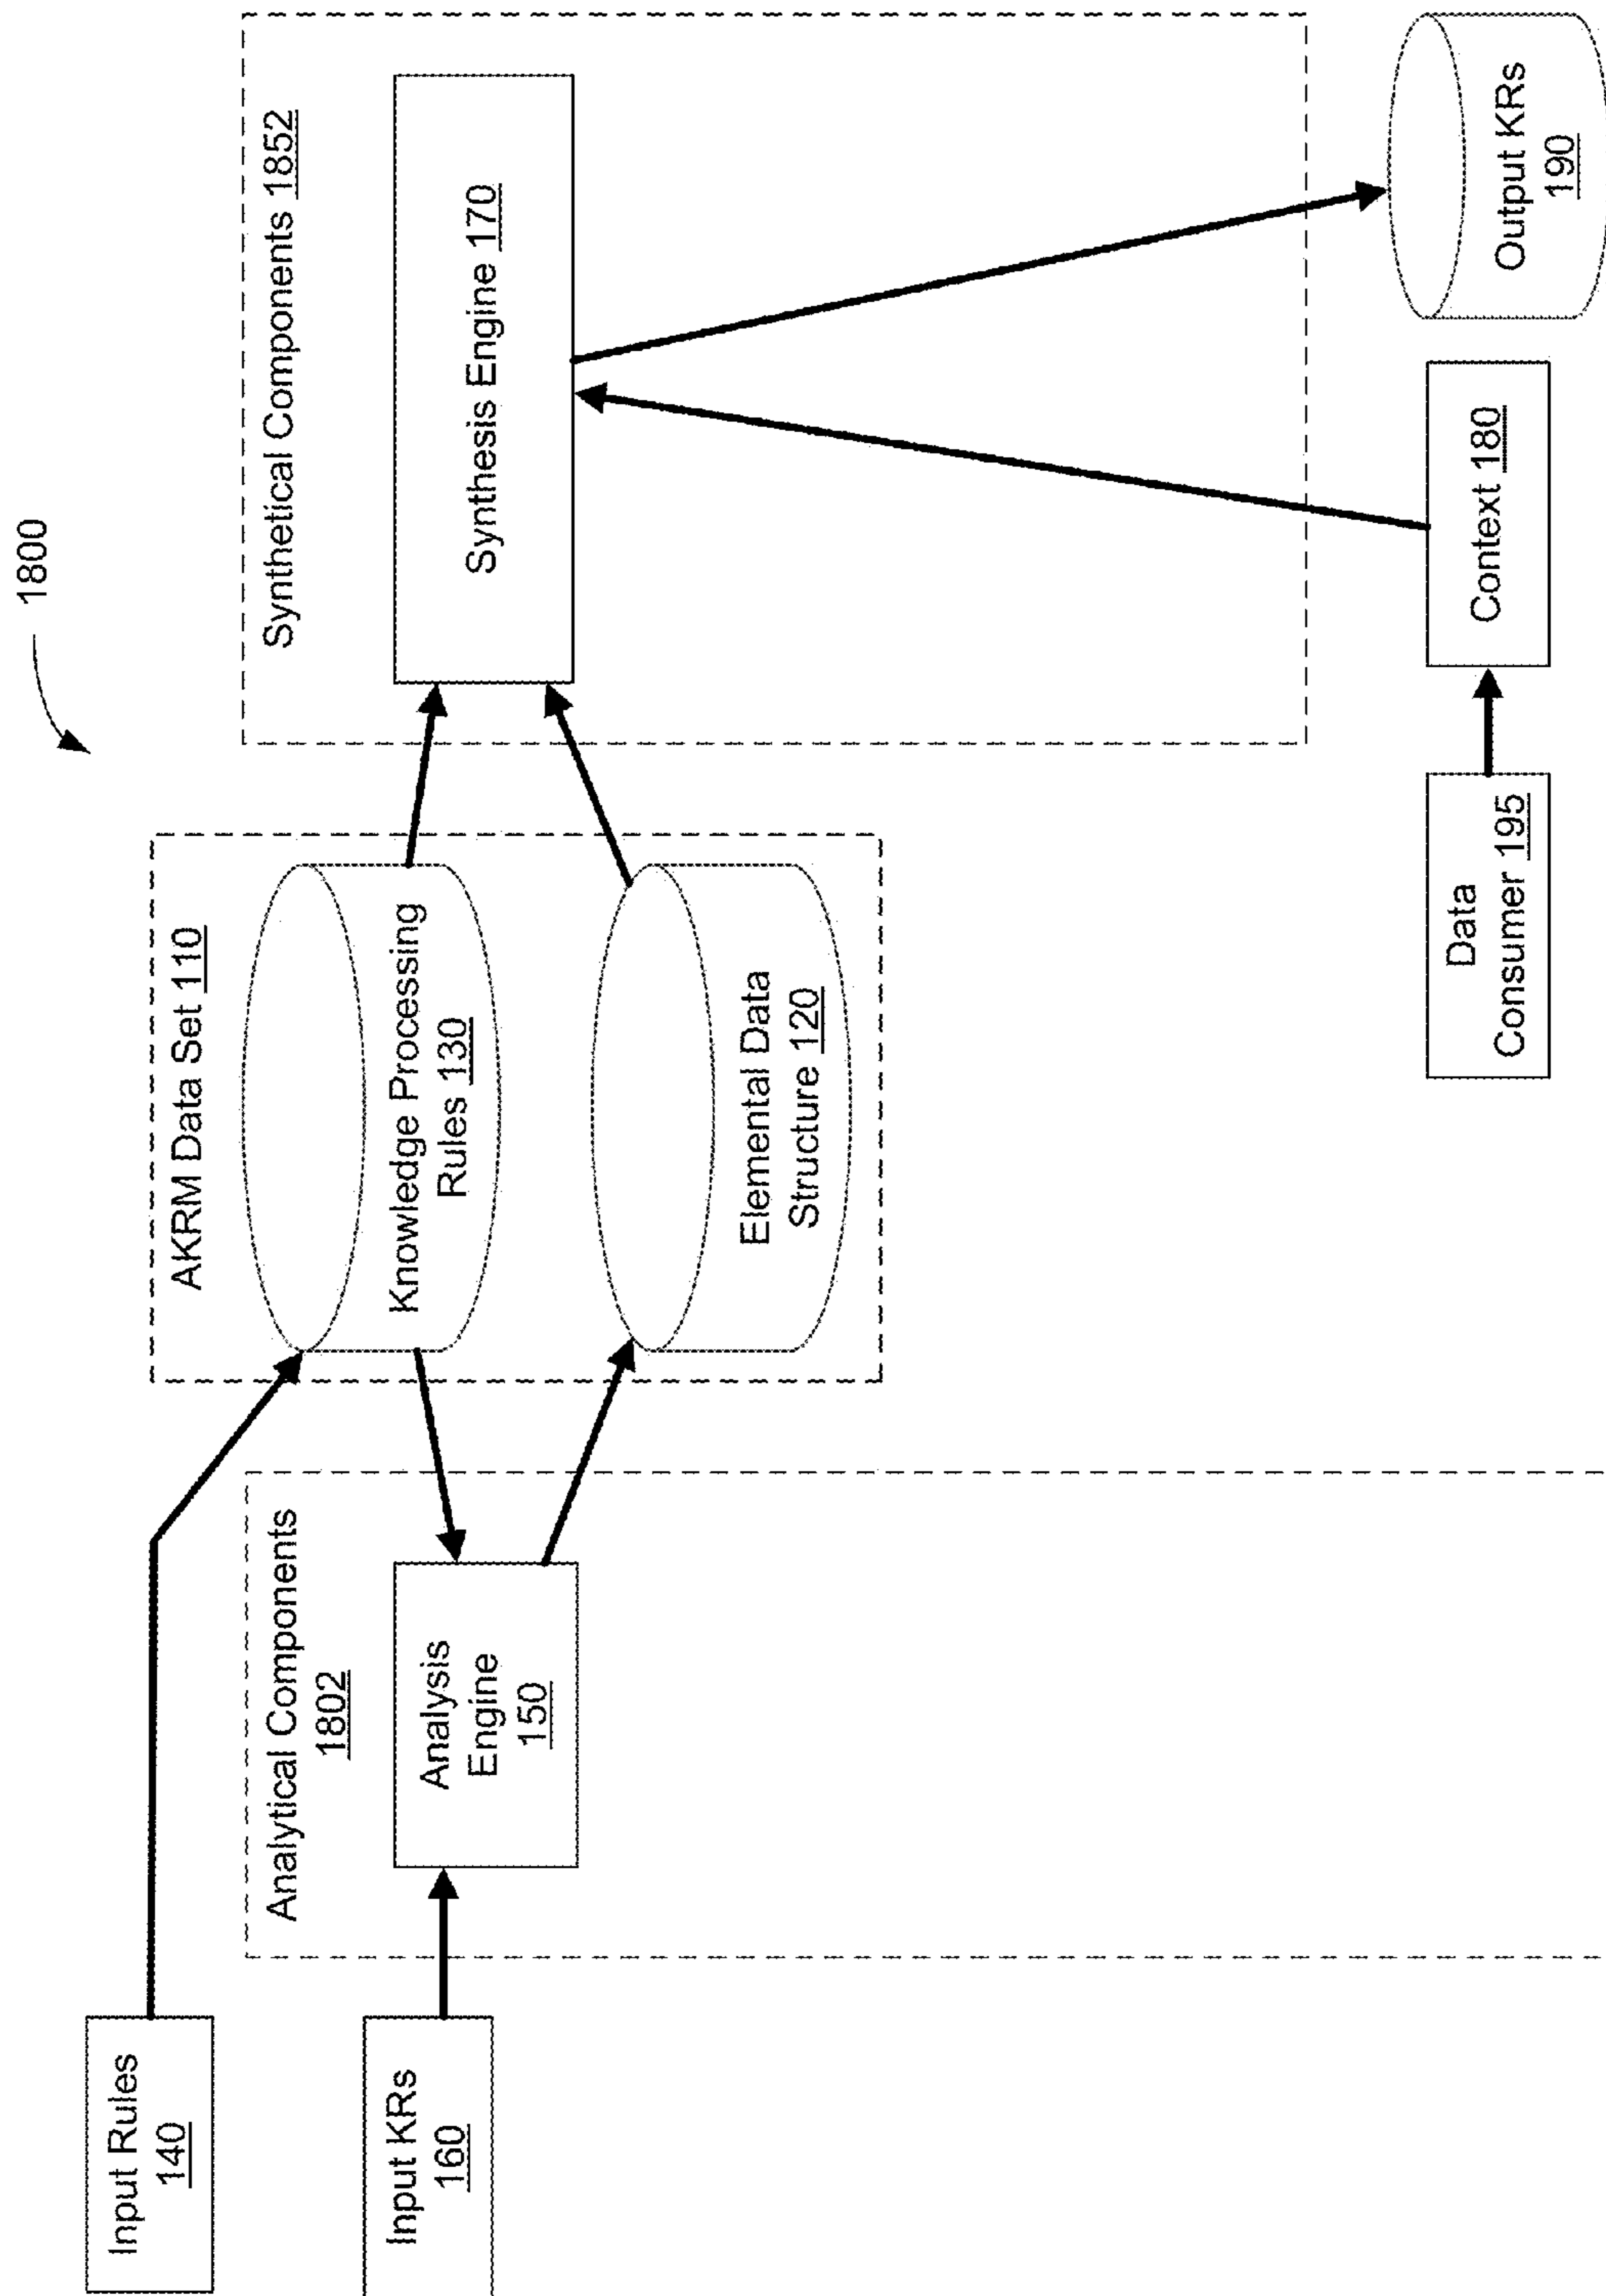 1800
Input Rules
140
Input KRs
160
Analytical Components
1802
Analysis
Engine
150
AKRM Data Set 110
Knowledge Processing
Rules 130
Elemental Data
Structure 120
Synthetical Components 1852
Synthesis Engine 170
Data
Consumer 195
Context 180
Output KRs
190